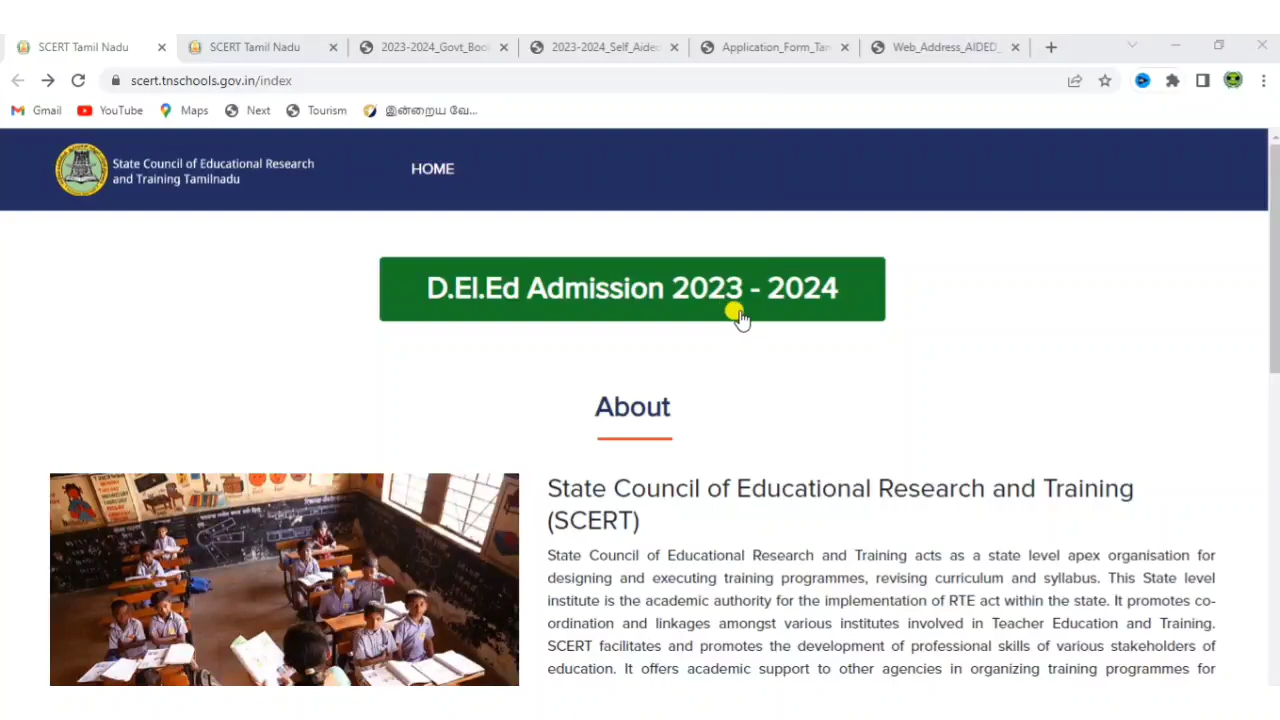 SCERT Tamil Nadu
SCERT Tamil Nadu
2023-2024_Govt_Boo
2023-2024_Self_Aided
Application_Form_Tam
Web_Address_AIDED_
scert.tnschools.gov.in/index
Gmail
YouTube
Maps
Next
Tourism
இன்றைய வே...
State Council of Educational Research
and Training Tamilnadu
HOME
D.El.Ed Admission 2023 - 2024
About
State Council of Educational Research and Training
(SCERT)
State Council of Educational Research and Training acts as a state level apex organisation for
designing and executing training programmes, revising curriculum and syllabus. This State level
institute is the academic authority for the implementation of RTE act within the state. It promotes co-
ordination and linkages amongst various institutes involved in Teacher Education and Training.
SCERT facilitates and promotes the development of professional skills of various stakeholders of
education. It offers academic support to other agencies in organizing training programmes for